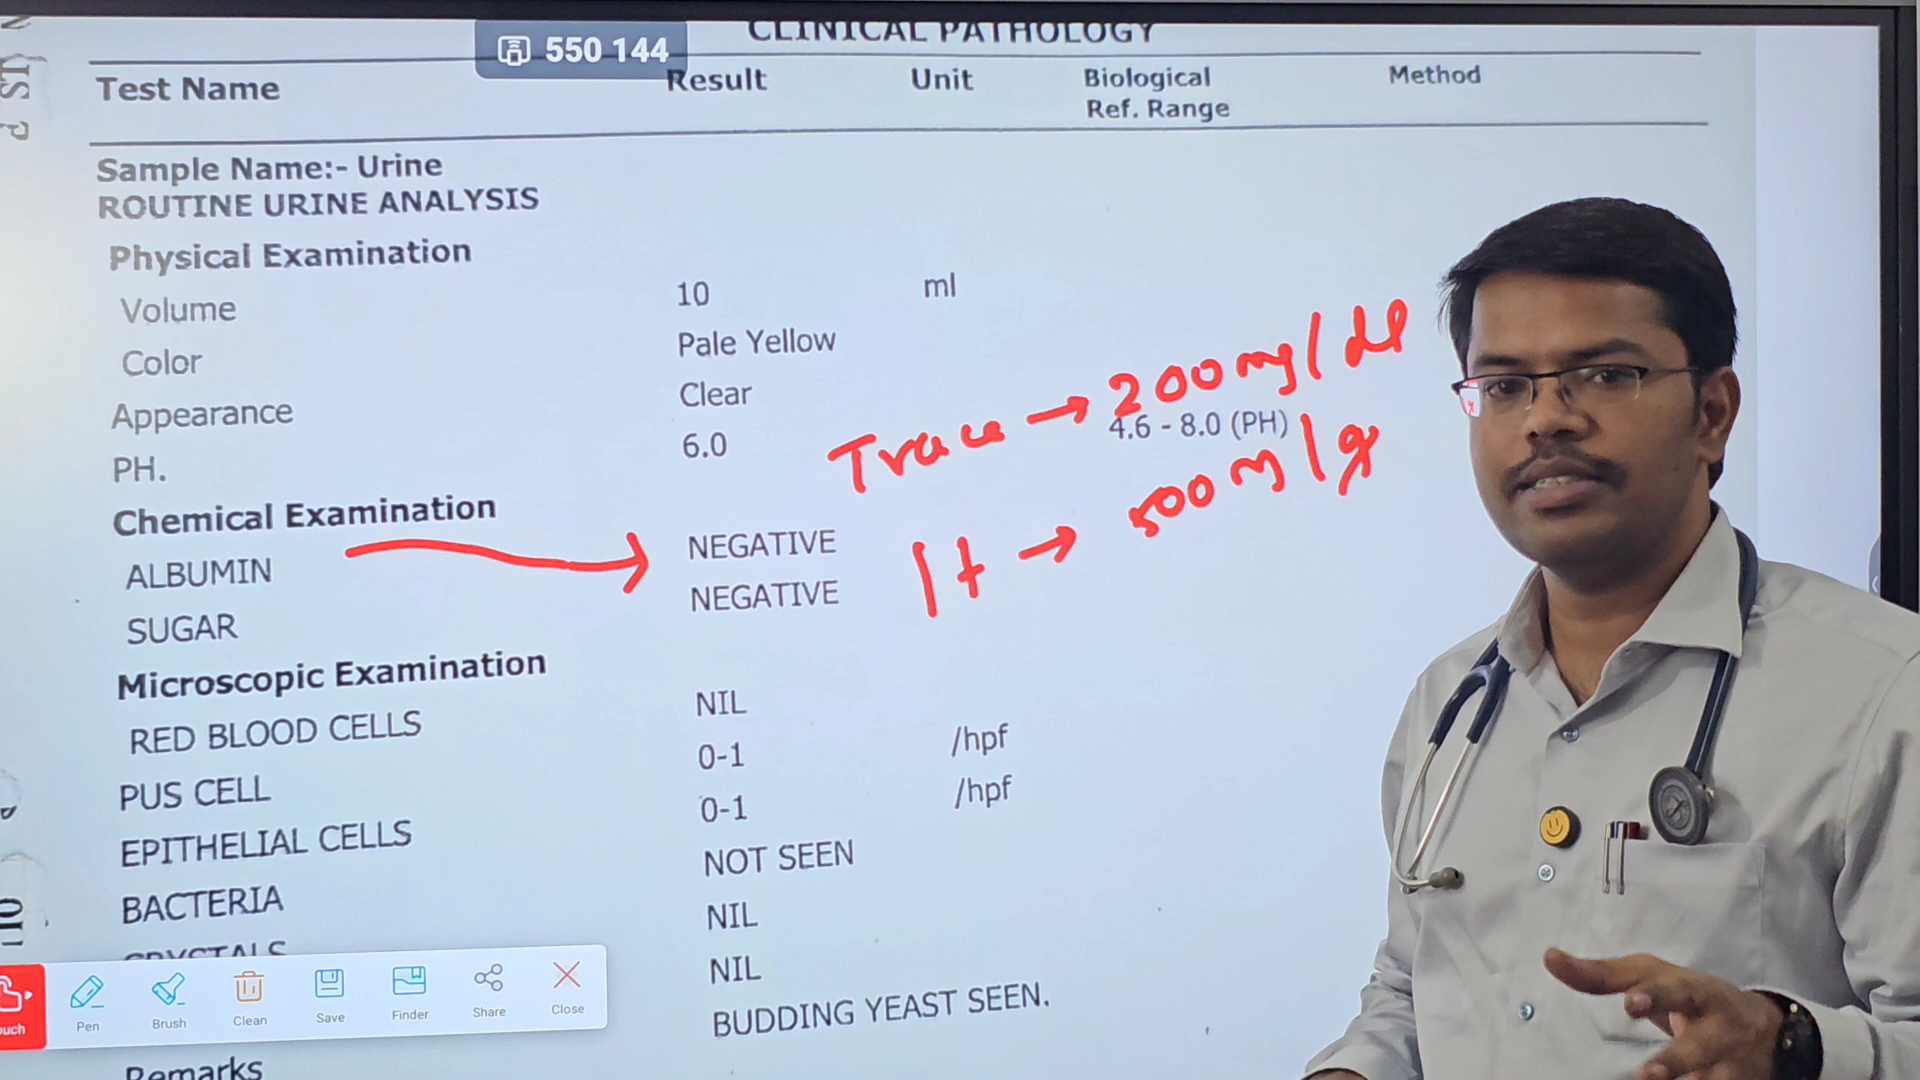 CLINICAL PATHOLOGY
550 144
Test Name Result Unit Biological Ref. Range Method
Sample Name:- Urine
ROUTINE URINE ANALYSIS
Physical Examination
Volume 10 ml
Color Pale Yellow
Appearance Clear
PH. 6.0 4.6 - 8.0 (PH)
Trace → 200 mg/dl
Chemical Examination
ALBUMIN NEGATIVE
1+ → 500 m/g
SUGAR NEGATIVE
Microscopic Examination
RED BLOOD CELLS NIL
PUS CELL 0-1 /hpf
EPITHELIAL CELLS 0-1 /hpf
BACTERIA NOT SEEN
CRYSTALS NIL
NIL
BUDDING YEAST SEEN.
Remarks
Pen Brush Clean Save Finder Share Close